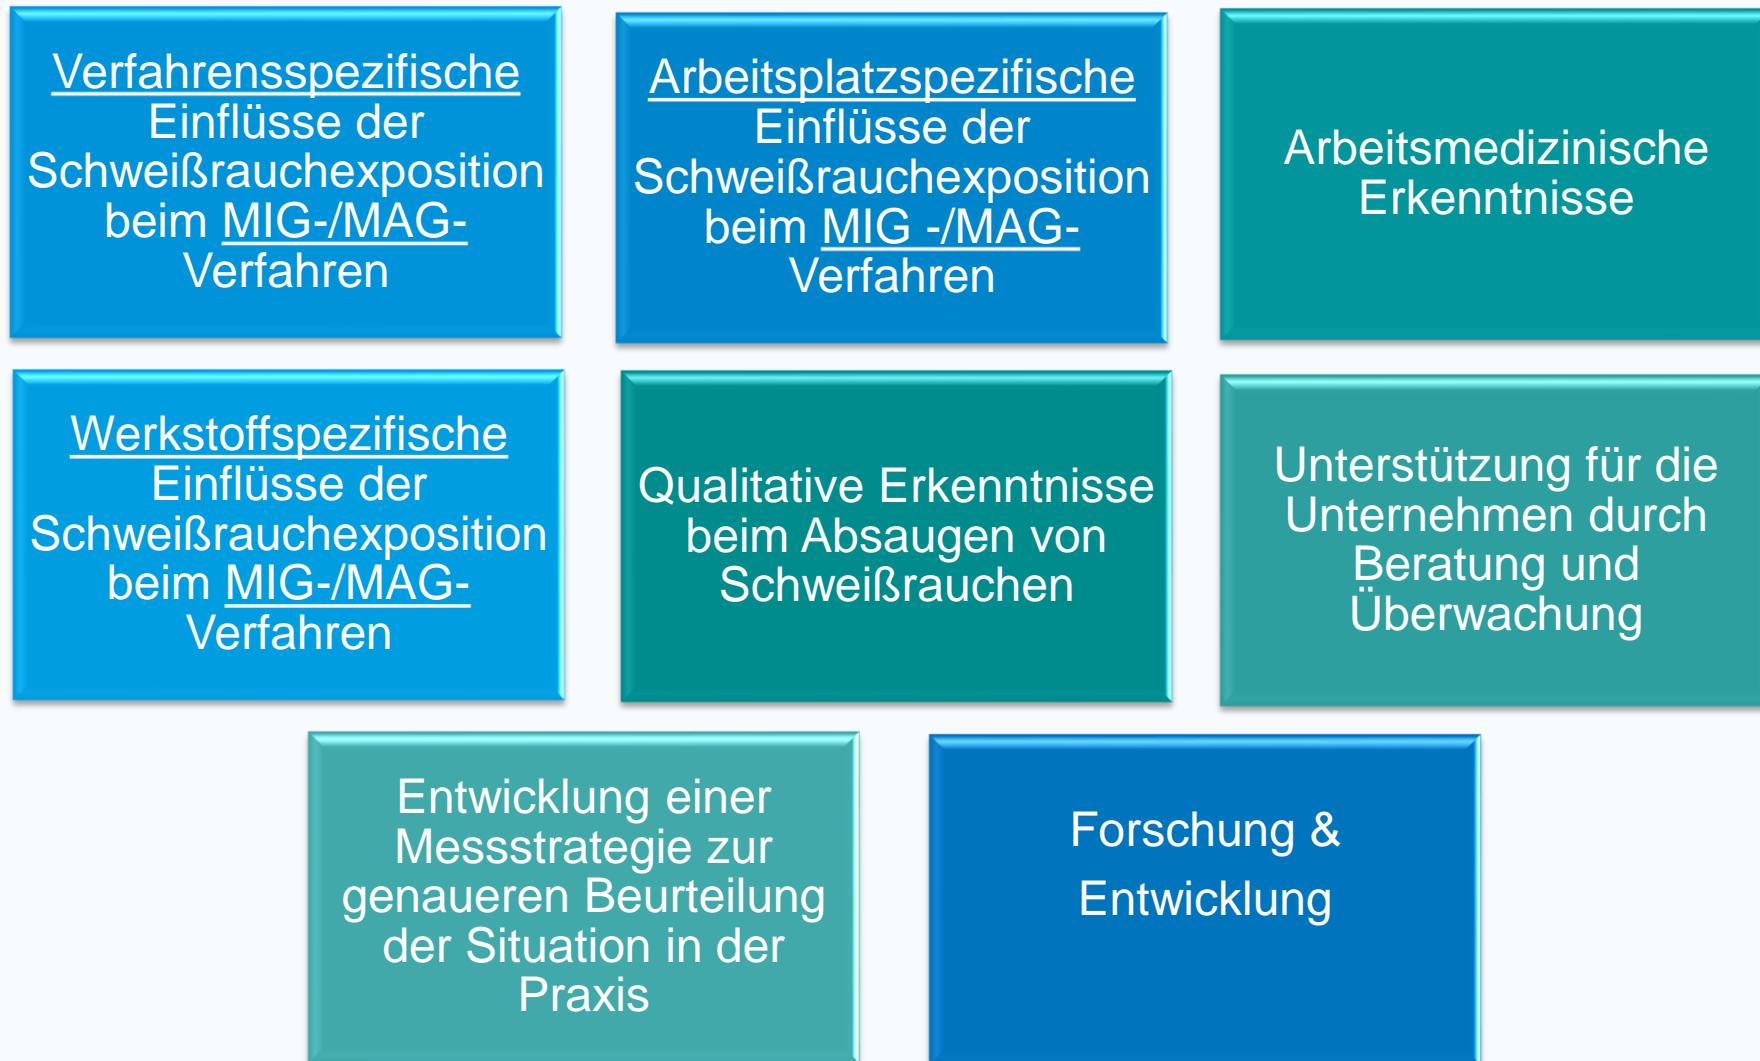 Verfahrensspezifische
Einflüsse der
Schweißrauchexposition
beim MIG-/MAG-
Verfahren
Arbeitsplatzspezifische
Einflüsse der
Schweißrauchexposition
beim MIG -/MAG-
Verfahren
Arbeitsmedizinische
Erkenntnisse
Werkstoffspezifische
Einflüsse der
Schweißrauchexposition
beim MIG-/MAG-
Verfahren
Qualitative Erkenntnisse
beim Absaugen von
Schweißrauchen
Unterstützung für die
Unternehmen durch
Beratung und
Überwachung
Entwicklung einer
Messstrategie zur
genaueren Beurteilung
der Situation in der
Praxis
Forschung &
Entwicklung